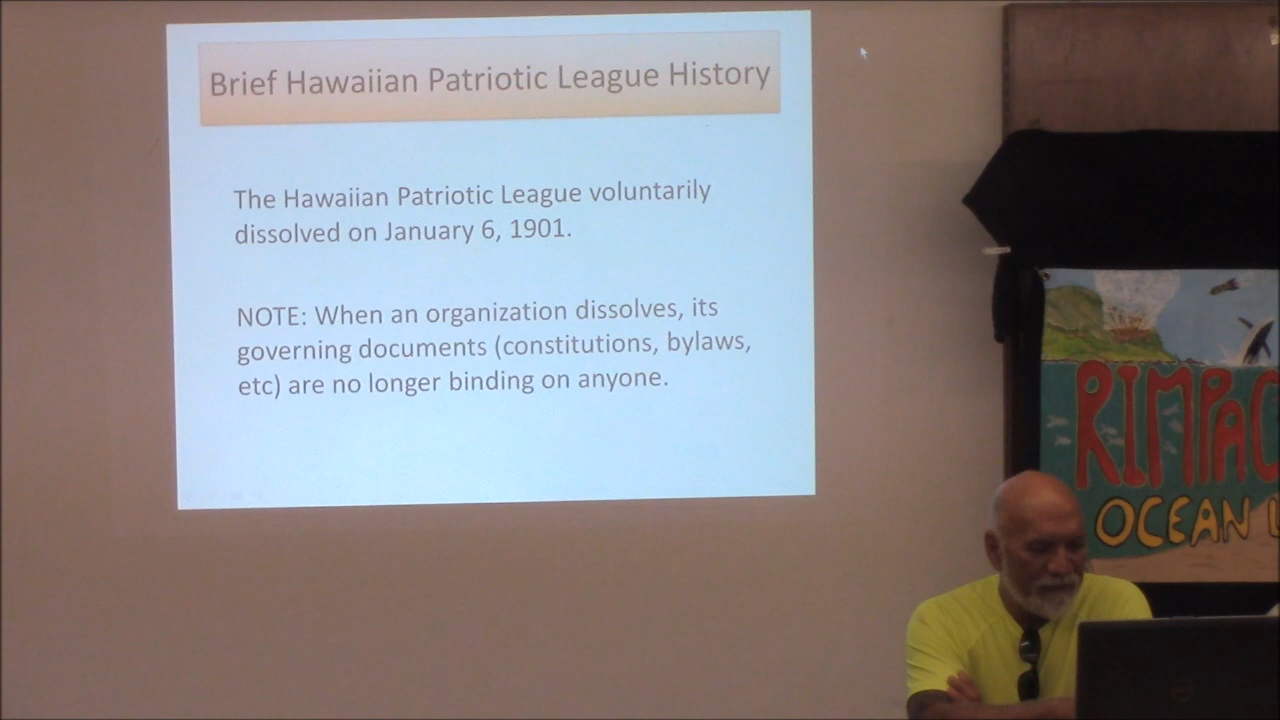 Brief Hawaiian Patriotic League History
The Hawaiian Patriotic League voluntarily
dissolved on January 6, 1901.
NOTE: When an organization dissolves, its
governing documents (constitutions, bylaws,
etc) are no longer binding on anyone.
RIMPAC
OCEAN